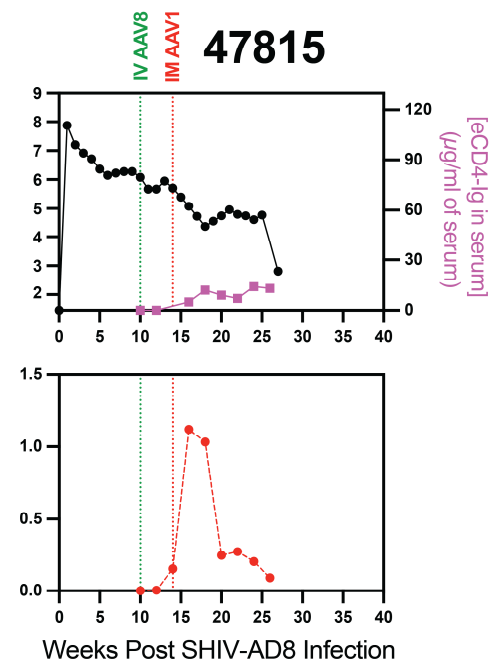 IV AAV8
IM AAV1
47815
9
8
7
6
5
4
3
2
120
90
60
30
0
[eCD4-Ig in serum]
(µg/ml of serum)
0 5 10 15 20 25 30 35 40
1.5
1.0
0.5
0.0
0 5 10 15 20 25 30 35 40
Weeks Post SHIV-AD8 Infection